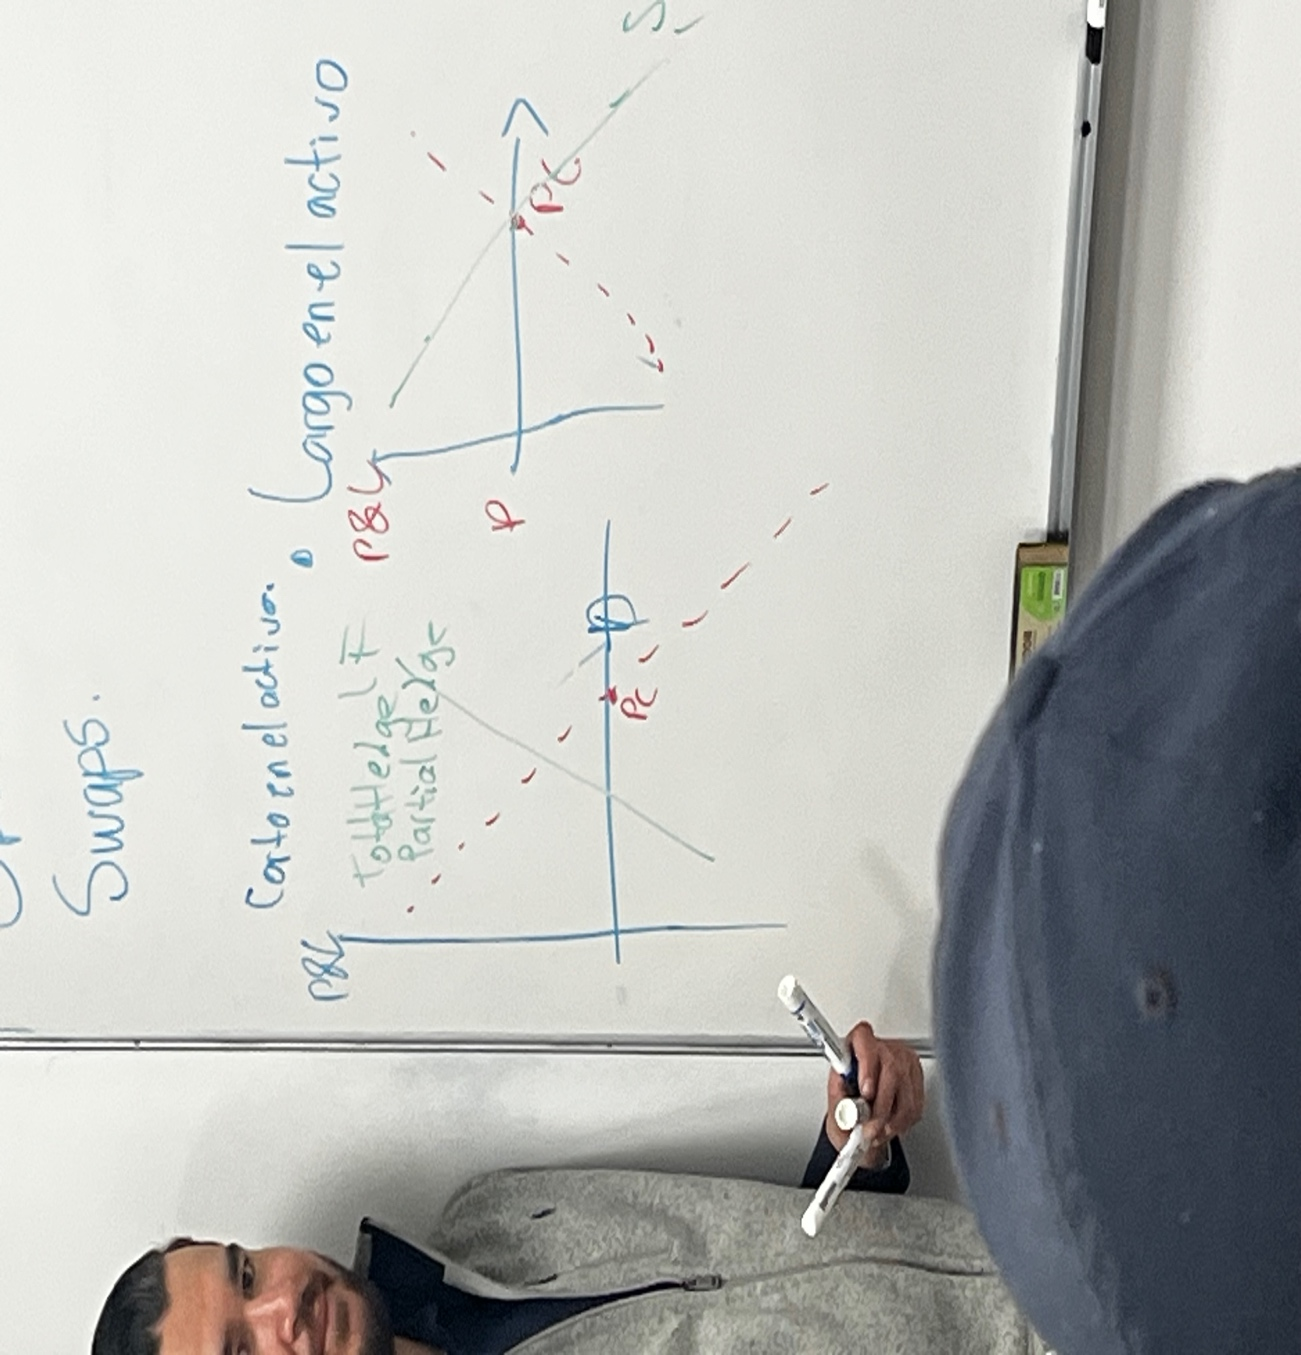 Swaps.
Corto en el activo.
• Largo en el activo
P&L
Total Hedge
Partial Hedge
PC
P&L
P
PC